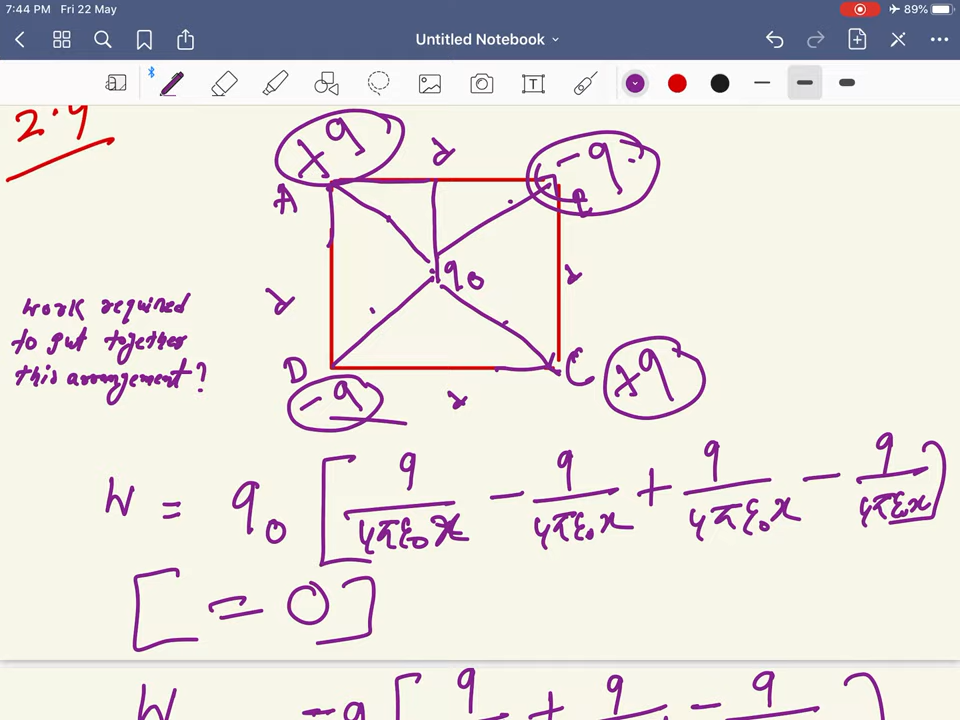 7:44 PM Fri 22 May
89%
Untitled Notebook
T
2.4
+q
d
-q
A
B
q0
d
d
work required
to put together
this arrangement?
D
C
+q
-q
d
W = q0 [ q/4πε0x - q/4πε0x + q/4πε0x - q/4πε0x ]
[ = 0 ]
W -q [ q + q - q